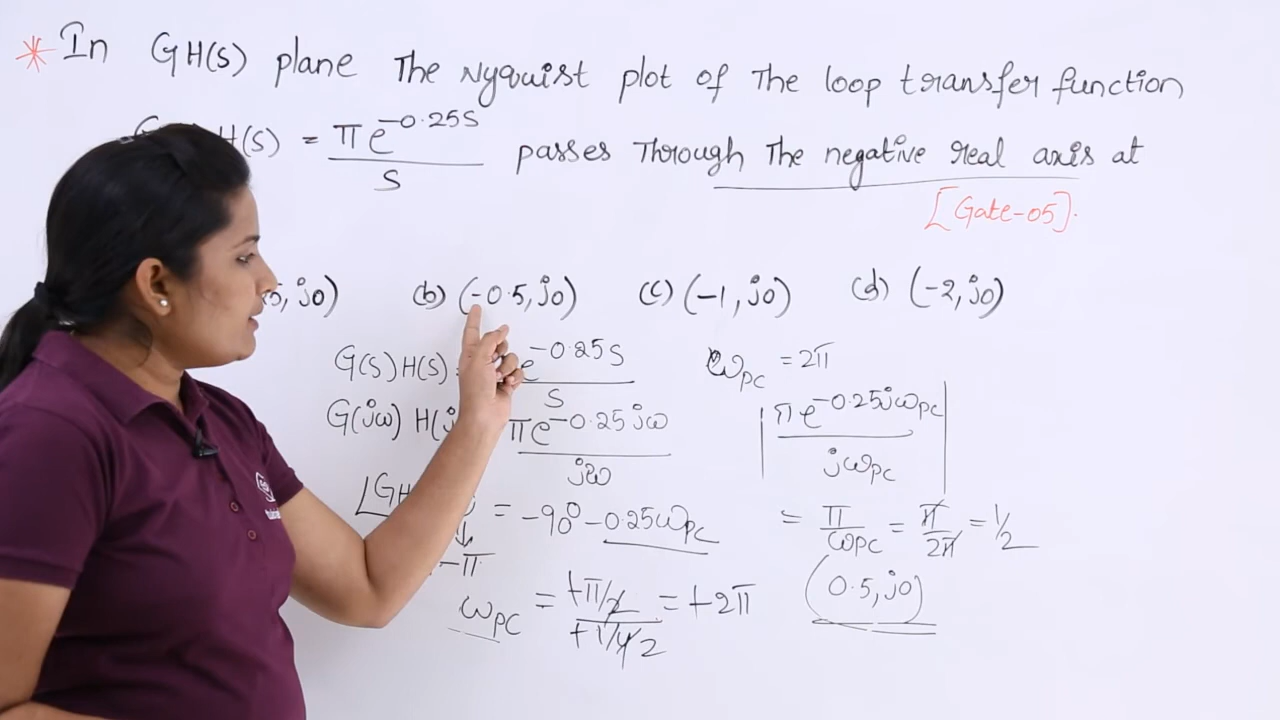 * In GH(S) plane The Nyquist plot of The loop transfer function
G H(S) = πe^-0.25S / S passes Through The negative real axis at
[Gate-05].
5, j0) (b) (-0.5, j0) (c) (-1, j0) (d) (-2, j0)
G(S) H(S) e^-0.25S / S
ωpc = 2π
G(jω) H(j πe^-0.25jω / jω
|πe^-0.25jωpc / jωpc|
∠GH = -90° - 0.25ωpc
= π/ωpc = π/2π = 1/2
↓
-π
ωpc = +π/2 / +1/4 2 = +2π
(0.5, j0)